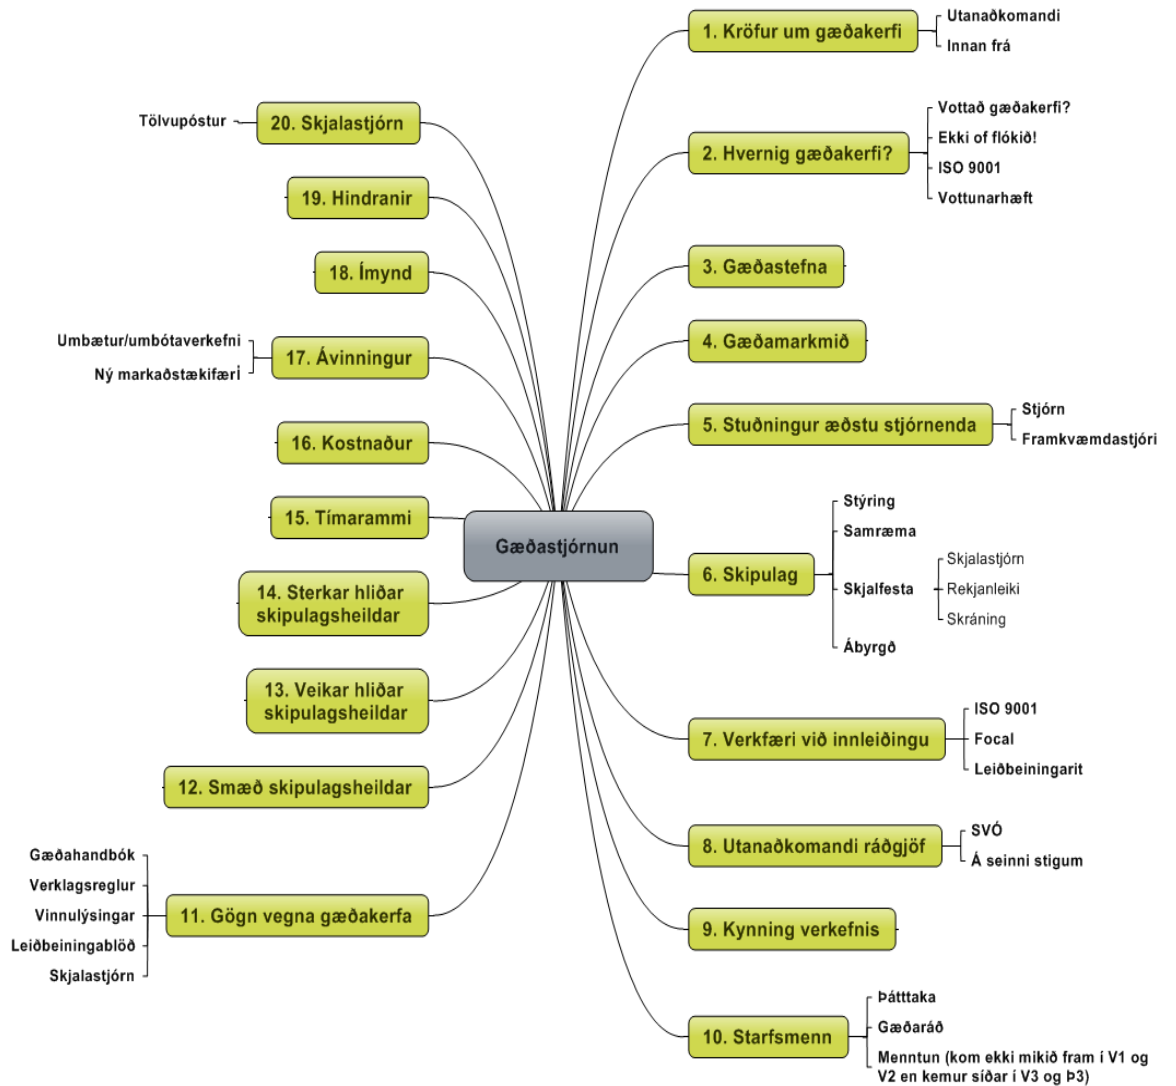 Gæðastjórnun
1. Kröfur um gæðakerfi
Utanaðkomandi
Innan frá
2. Hvernig gæðakerfi?
Vottað gæðakerfi?
Ekki of flókið!
ISO 9001
Vottunarhæft
3. Gæðastefna
4. Gæðamarkmið
5. Stuðningur æðstu stjórnenda
Stjórn
Framkvæmdastjóri
6. Skipulag
Stýring
Samræma
Skjalfesta
Skjalastjórn
Rekjanleiki
Skráning
Ábyrgð
7. Verkfæri við innleiðingu
ISO 9001
Focal
Leiðbeiningarit
8. Utanaðkomandi ráðgjöf
SVÓ
Á seinni stigum
9. Kynning verkefnis
10. Starfsmenn
Þátttaka
Gæðaráð
Menntun (kom ekki mikið fram í V1 og
V2 en kemur síðar í V3 og Þ3)
11. Gögn vegna gæðakerfa
Gæðahandbók
Verklagsreglur
Vinnulýsingar
Leiðbeiningablöð
Skjalastjórn
12. Smæð skipulagsheildar
13. Veikar hliðar
skipulagsheildar
14. Sterkar hliðar
skipulagsheildar
15. Tímarammi
16. Kostnaður
17. Ávinningur
Umbætur/umbótaverkefni
Ný markaðstækifæri
18. Ímynd
19. Hindranir
20. Skjalastjórn
Tölvupóstur